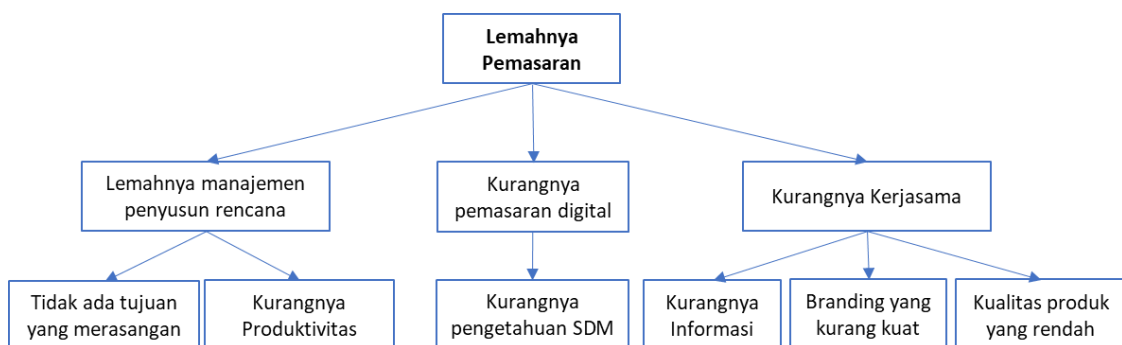 Lemahnya
Pemasaran
Lemahnya manajemen
penyusun rencana
Kurangnya
pemasaran digital
Kurangnya Kerjasama
Tidak ada tujuan
yang merasangan
Kurangnya
Produktivitas
Kurangnya
pengetahuan SDM
Kurangnya
Informasi
Branding yang
kurang kuat
Kualitas produk
yang rendah